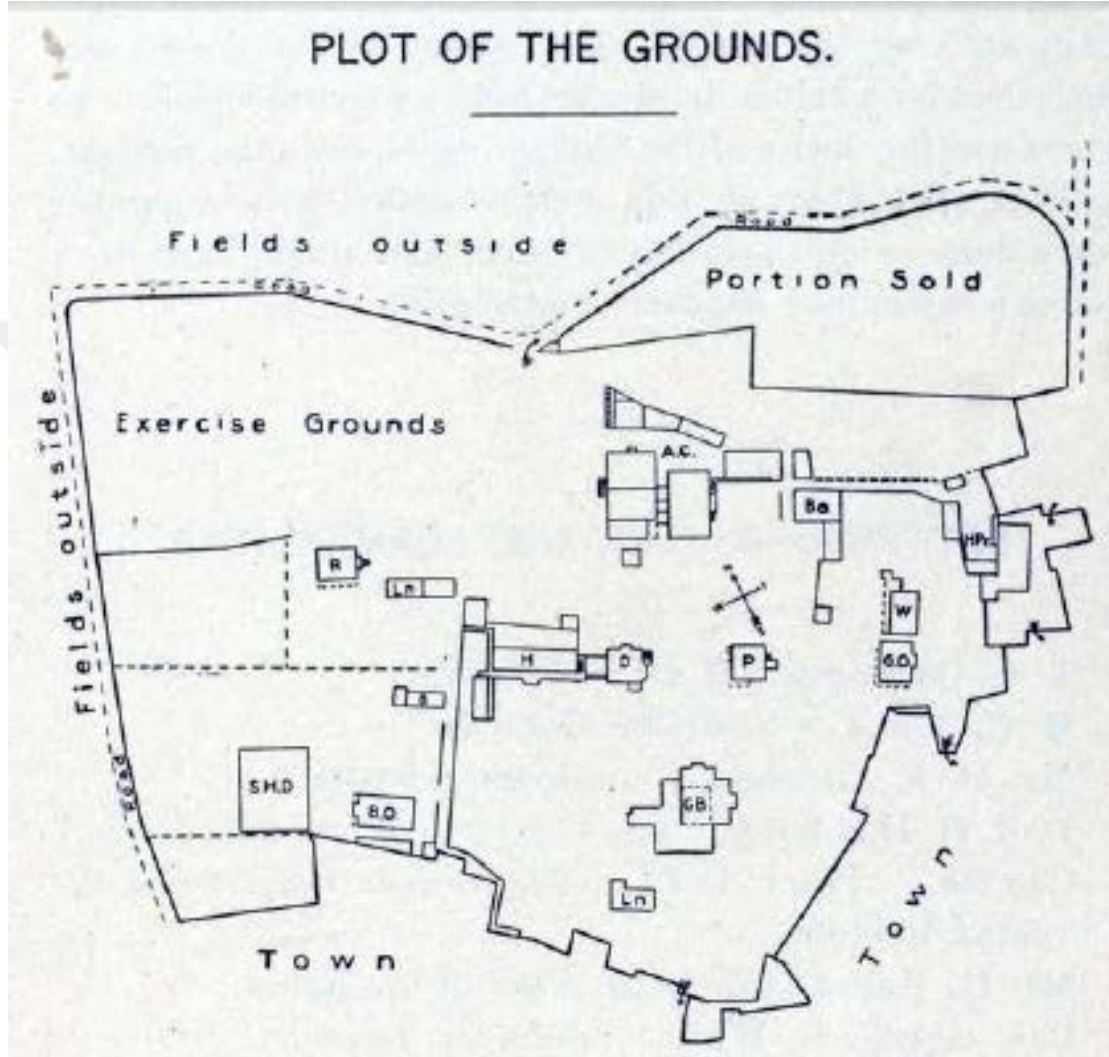 PLOT OF THE GROUNDS.
Fields outside
Road
Portion Sold
Road
Exercise Grounds
Fields outside
A.C.
Ba
HPr.
R
Ln
W
H
D
P
G.D.
S.H.D
B.D.
G.B.
Road
Ln
Town
Town